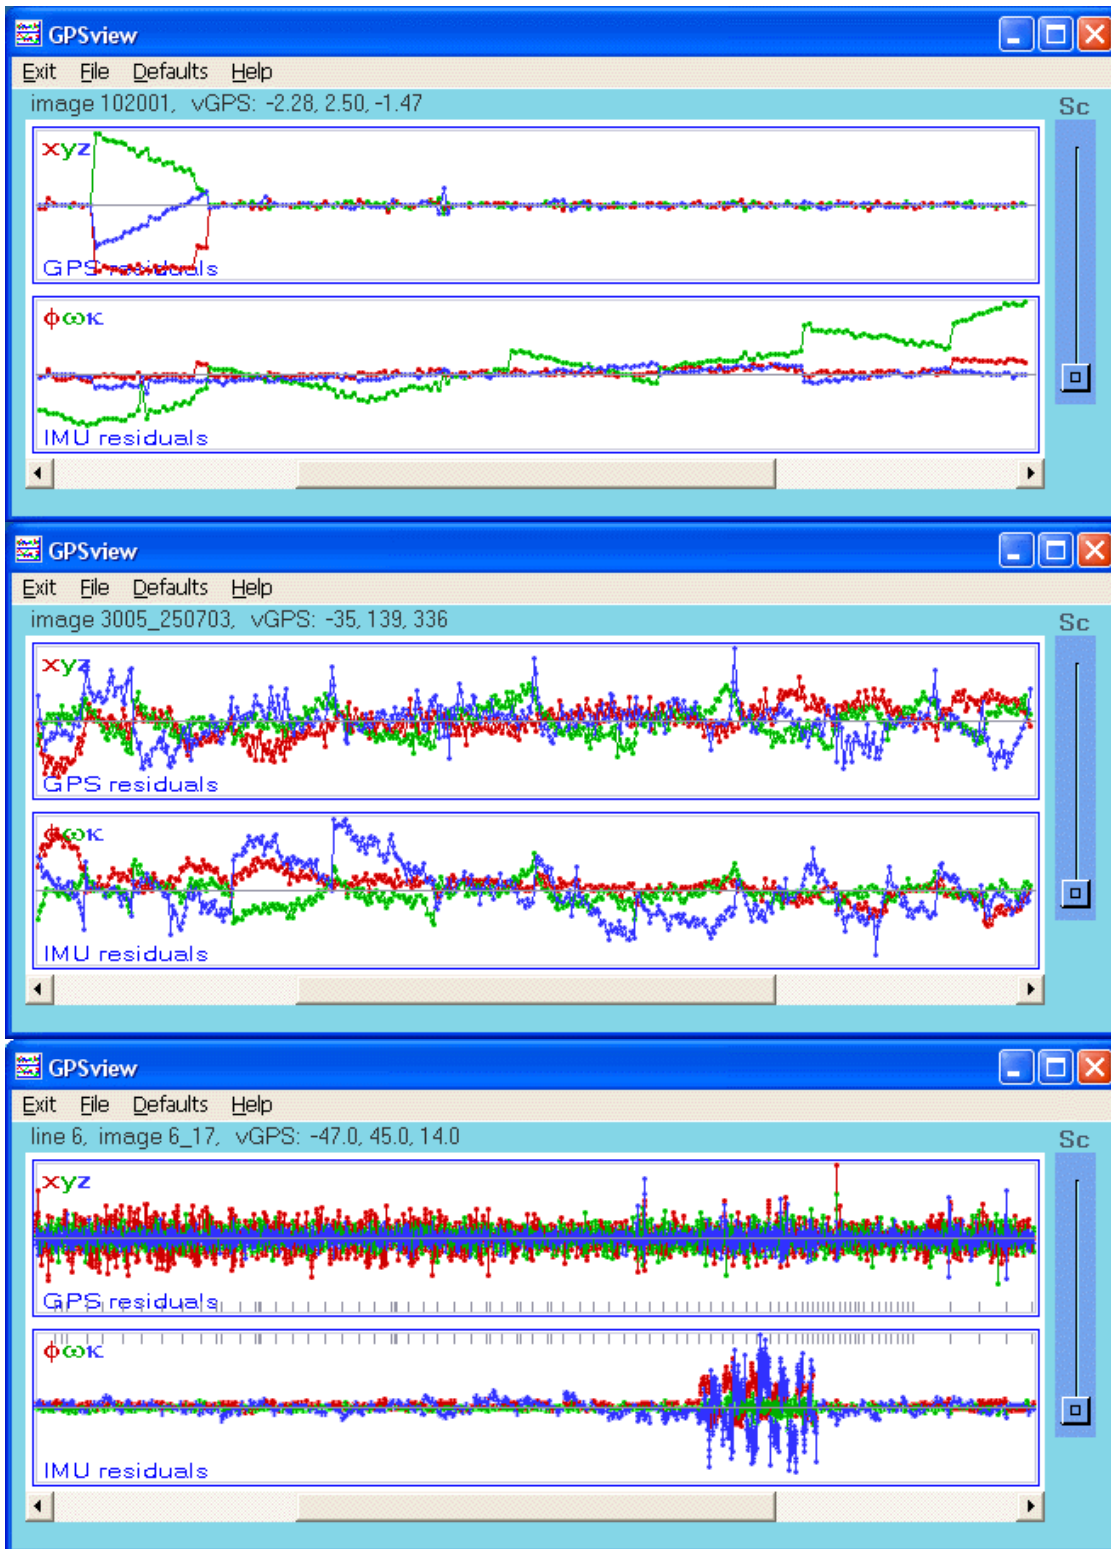 GPSview
Exit File Defaults Help
image 102001, vGPS: -2.28, 2.50, -1.47
Sc
xyz
GPS residuals
ϕωκ
IMU residuals
GPSview
Exit File Defaults Help
image 3005_250703, vGPS: -35, 139, 336
Sc
xyz
GPS residuals
ϕωκ
IMU residuals
GPSview
Exit File Defaults Help
line 6, image 6_17, vGPS: -47.0, 45.0, 14.0
Sc
xyz
GPS residuals
ϕωκ
IMU residuals